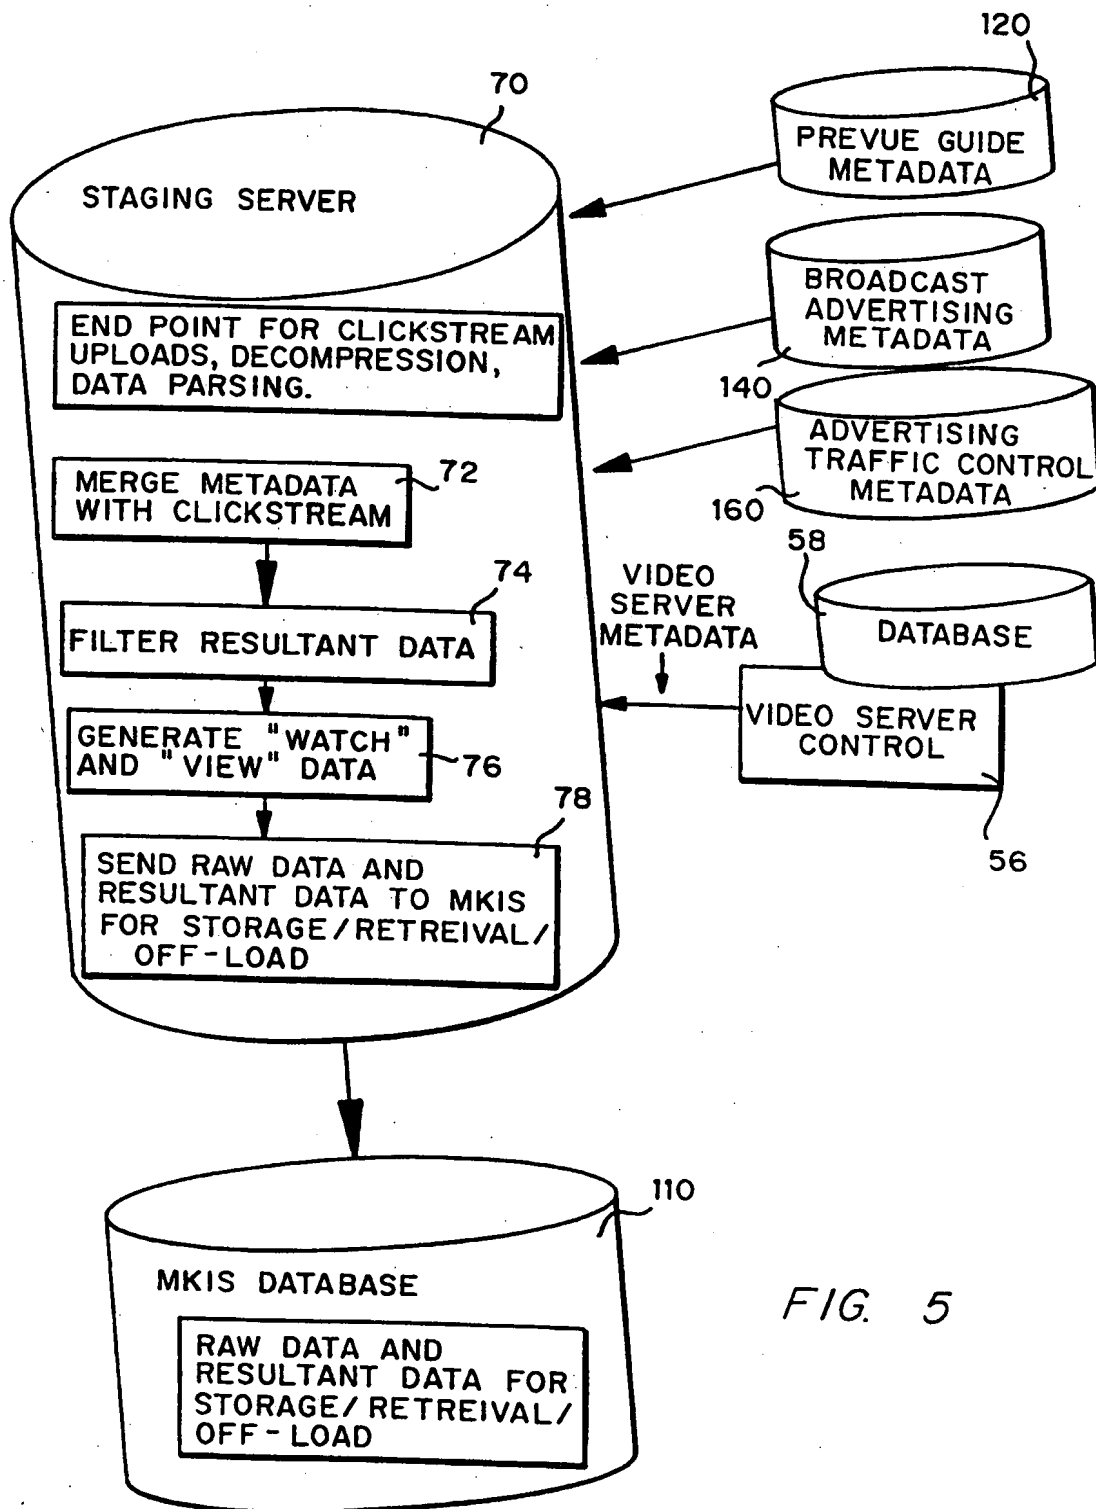 120
70
PREVUE GUIDE
METADATA
STAGING SERVER
BROADCAST
ADVERTISING
METADATA
140
END POINT FOR CLICKSTREAM
UPLOADS, DECOMPRESSION,
DATA PARSING.
ADVERTISING
TRAFFIC CONTROL
METADATA
160
MERGE METADATA
WITH CLICKSTREAM
72
58
DATABASE
VIDEO
SERVER
METADATA
74
FILTER RESULTANT DATA
VIDEO SERVER
CONTROL
56
GENERATE "WATCH"
AND "VIEW" DATA
76
78
SEND RAW DATA AND
RESULTANT DATA TO MKIS
FOR STORAGE/RETREIVAL/
OFF-LOAD
110
MKIS DATABASE
RAW DATA AND
RESULTANT DATA FOR
STORAGE/RETREIVAL/
OFF-LOAD
FIG. 5